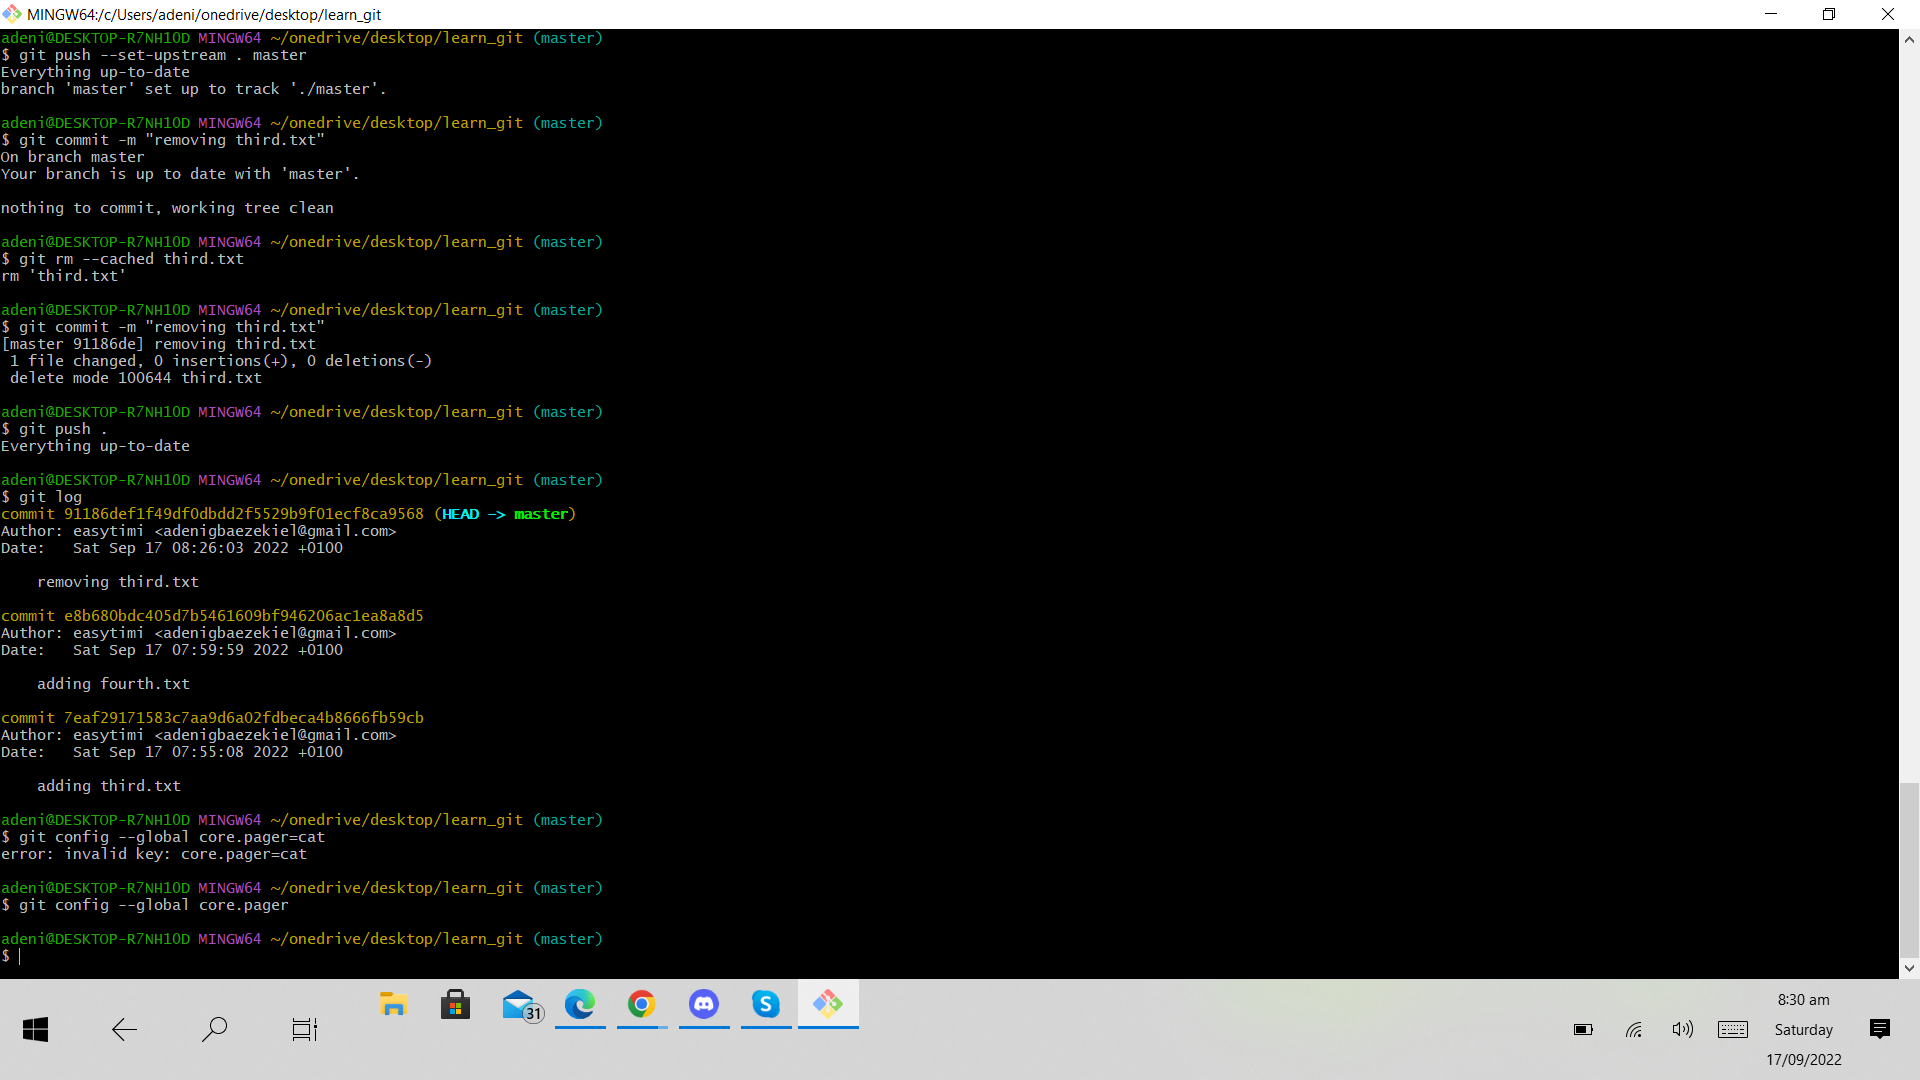 MINGW64:/c/Users/adeni/onedrive/desktop/learn_git
adeni@DESKTOP-R7NH1OD MINGW64 ~/onedrive/desktop/learn_git (master)
$ git push --set-upstream . master
Everything up-to-date
branch 'master' set up to track './master'.
adeni@DESKTOP-R7NH1OD MINGW64 ~/onedrive/desktop/learn_git (master)
$ git commit -m "removing third.txt"
On branch master
Your branch is up to date with 'master'.
nothing to commit, working tree clean
adeni@DESKTOP-R7NH1OD MINGW64 ~/onedrive/desktop/learn_git (master)
$ git rm --cached third.txt
rm 'third.txt'
adeni@DESKTOP-R7NH1OD MINGW64 ~/onedrive/desktop/learn_git (master)
$ git commit -m "removing third.txt"
[master 91186de] removing third.txt
 1 file changed, 0 insertions(+), 0 deletions(-)
 delete mode 100644 third.txt
adeni@DESKTOP-R7NH1OD MINGW64 ~/onedrive/desktop/learn_git (master)
$ git push .
Everything up-to-date
adeni@DESKTOP-R7NH1OD MINGW64 ~/onedrive/desktop/learn_git (master)
$ git log
commit 91186def1f49df0dbdd2f5529b9f01ecf8ca9568 (HEAD -> master)
Author: easytimi <adenigbaezekiel@gmail.com>
Date:   Sat Sep 17 08:26:03 2022 +0100
    removing third.txt
commit e8b680bdc405d7b5461609bf946206ac1ea8a8d5
Author: easytimi <adenigbaezekiel@gmail.com>
Date:   Sat Sep 17 07:59:59 2022 +0100
    adding fourth.txt
commit 7eaf29171583c7aa9d6a02fdbeca4b8666fb59cb
Author: easytimi <adenigbaezekiel@gmail.com>
Date:   Sat Sep 17 07:55:08 2022 +0100
    adding third.txt
adeni@DESKTOP-R7NH1OD MINGW64 ~/onedrive/desktop/learn_git (master)
$ git config --global core.pager=cat
error: invalid key: core.pager=cat
adeni@DESKTOP-R7NH1OD MINGW64 ~/onedrive/desktop/learn_git (master)
$ git config --global core.pager
adeni@DESKTOP-R7NH1OD MINGW64 ~/onedrive/desktop/learn_git (master)
$
31
S
8:30 am
Saturday
17/09/2022